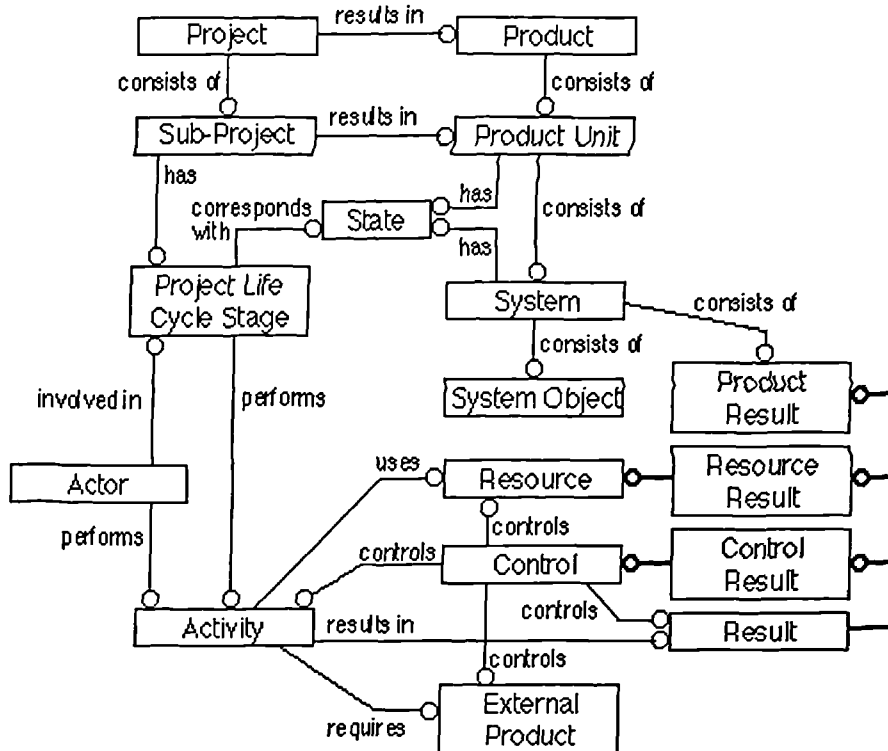 results in
Project
Product
consists of
consists of
Sub-Project
results in
Product Unit
has
corresponds
with
State
has
consists of
has
Project Life
Cycle Stage
System
consists of
consists of
involved in
performs
System Object
Product
Result
Actor
uses
Resource
Resource
Result
performs
controls
controls
Control
Control
Result
controls
Activity
results in
Result
controls
requires
External
Product